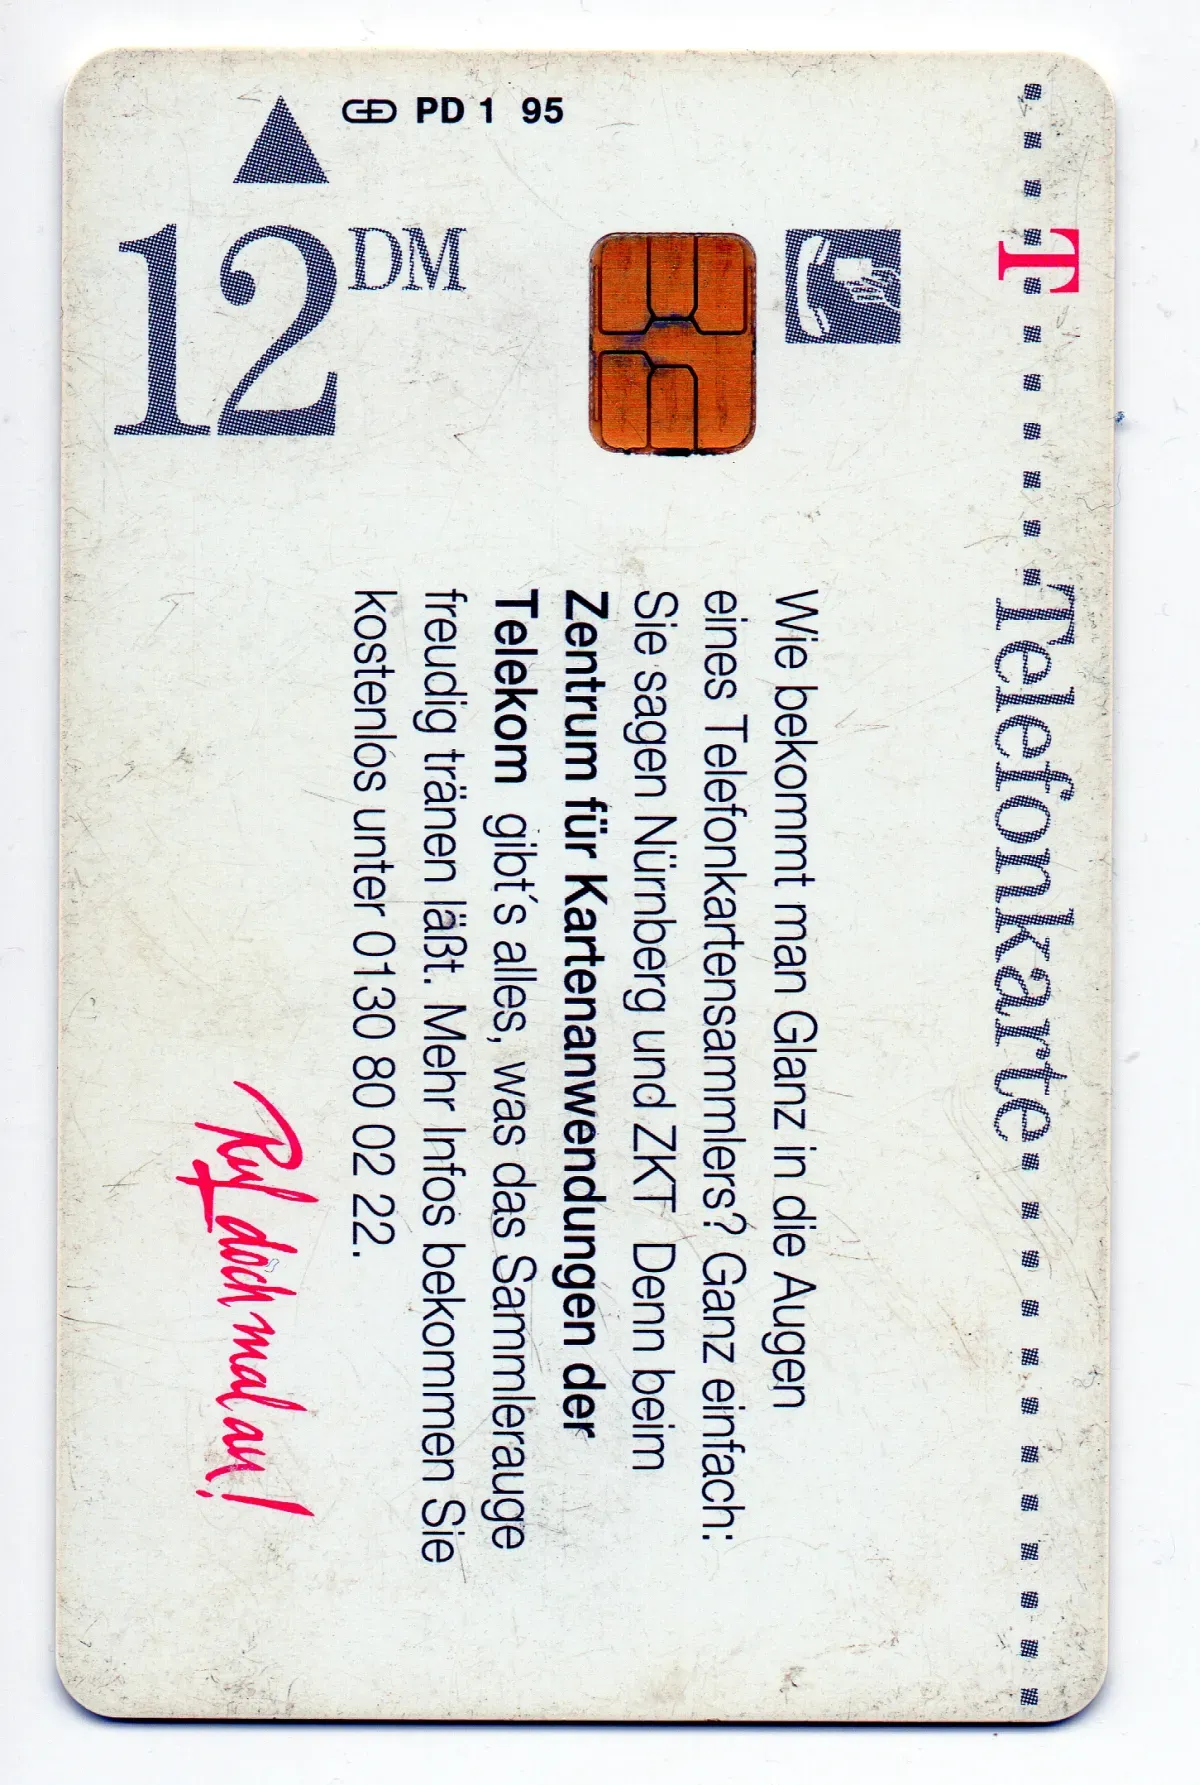 PD 1 95
12 DM
T
Telefonkarte
Wie bekommt man Glanz in die Augen
eines Telefonkartensammlers? Ganz einfach:
Sie sagen Nürnberg und ZKT Denn beim
Zentrum für Kartenanwendungen der
Telekom gibt´s alles, was das Sammlerauge
freudig tränen läßt. Mehr Infos bekommen Sie
kostenlos unter 0130 80 02 22.
Ruf doch mal an!